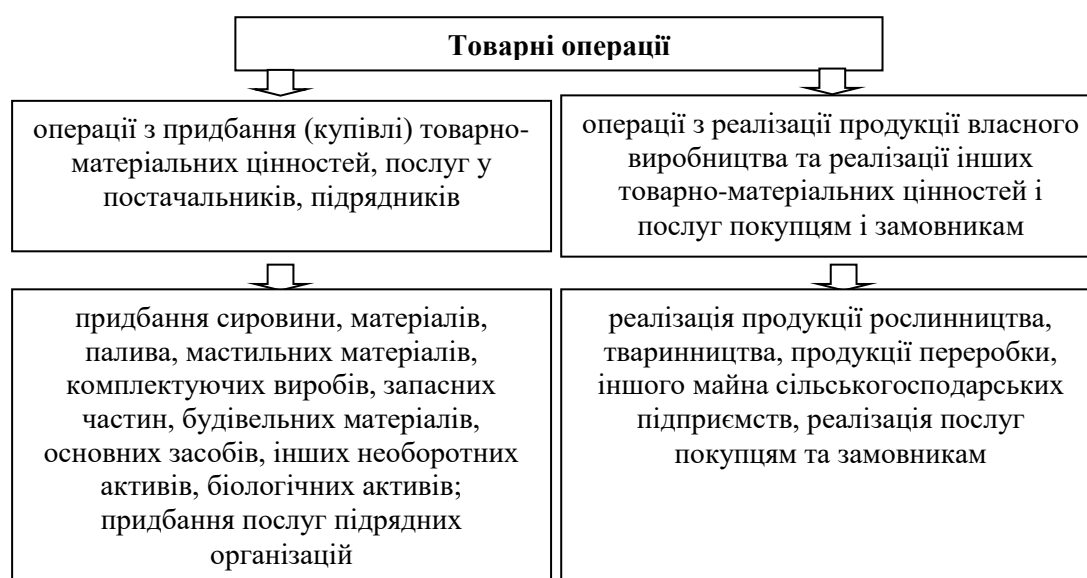 Товарні операції
операції з придбання (купівлі) товарно-
матеріальних цінностей, послуг у
постачальників, підрядників
операції з реалізації продукції власного
виробництва та реалізації інших
товарно-матеріальних цінностей і
послуг покупцям і замовникам
придбання сировини, матеріалів,
палива, мастильних матеріалів,
комплектуючих виробів, запасних
частин, будівельних матеріалів,
основних засобів, інших необоротних
активів, біологічних активів;
придбання послуг підрядних
організацій
реалізація продукції рослинництва,
тваринництва, продукції переробки,
іншого майна сільськогосподарських
підприємств, реалізація послуг
покупцям та замовникам